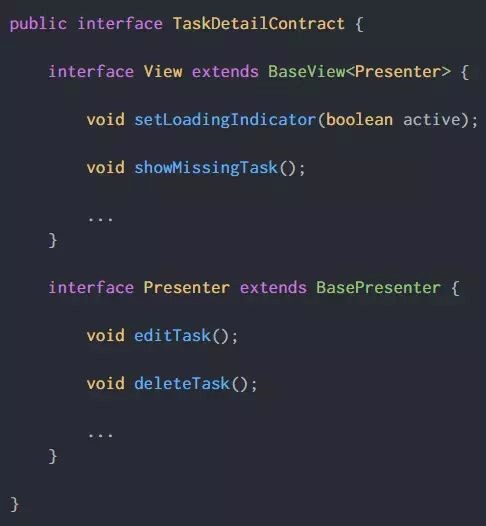 public interface TaskDetailContract {
interface View extends BaseView<Presenter> {
void setLoadingIndicator(boolean active);
void showMissingTask();
...
}
interface Presenter extends BasePresenter {
void editTask();
void deleteTask();
...
}
}